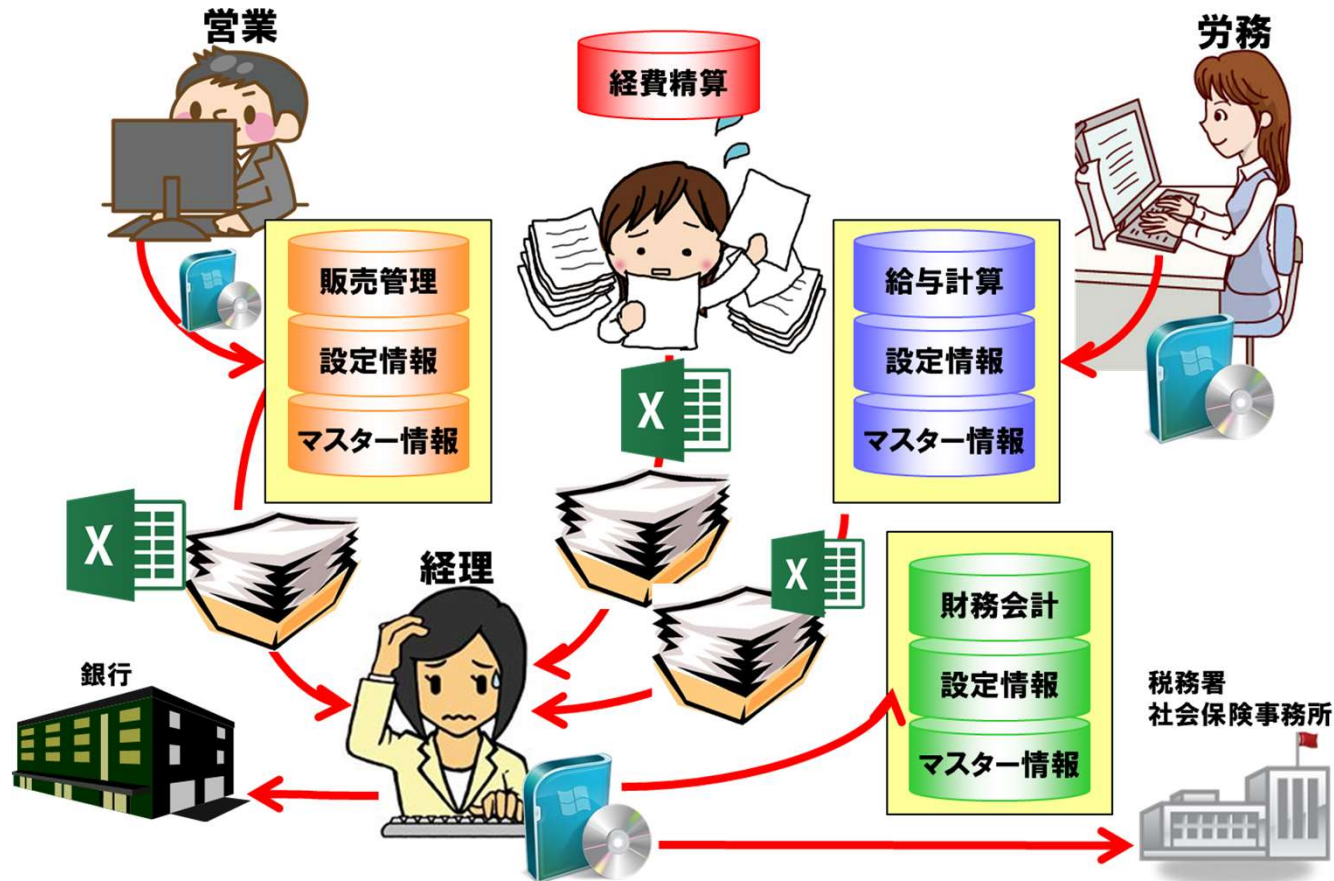 営業
経費精算
労務
販売管理
設定情報
マスター情報
給与計算
設定情報
マスター情報
X
X
X
経理
財務会計
設定情報
マスター情報
銀行
税務署
社会保険事務所